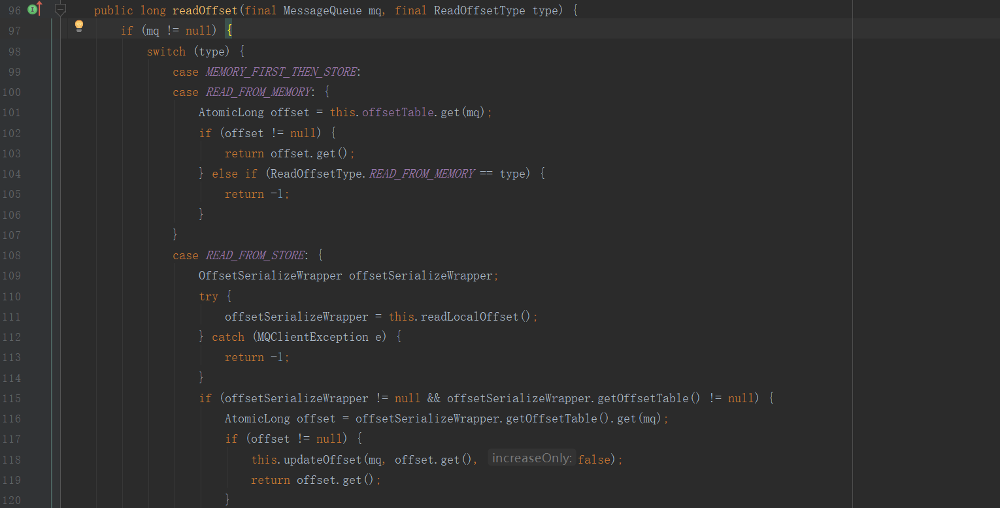 96 public long readOffset(final MessageQueue mq, final ReadOffsetType type) {
97 if (mq != null) {
98 switch (type) {
99 case MEMORY_FIRST_THEN_STORE:
100 case READ_FROM_MEMORY: {
101 AtomicLong offset = this.offsetTable.get(mq);
102 if (offset != null) {
103 return offset.get();
104 } else if (ReadOffsetType.READ_FROM_MEMORY == type) {
105 return -1;
106 }
107 }
108 case READ_FROM_STORE: {
109 OffsetSerializeWrapper offsetSerializeWrapper;
110 try {
111 offsetSerializeWrapper = this.readLocalOffset();
112 } catch (MQClientException e) {
113 return -1;
114 }
115 if (offsetSerializeWrapper != null && offsetSerializeWrapper.getOffsetTable() != null) {
116 AtomicLong offset = offsetSerializeWrapper.getOffsetTable().get(mq);
117 if (offset != null) {
118 this.updateOffset(mq, offset.get(), increaseOnly: false);
119 return offset.get();
120 }